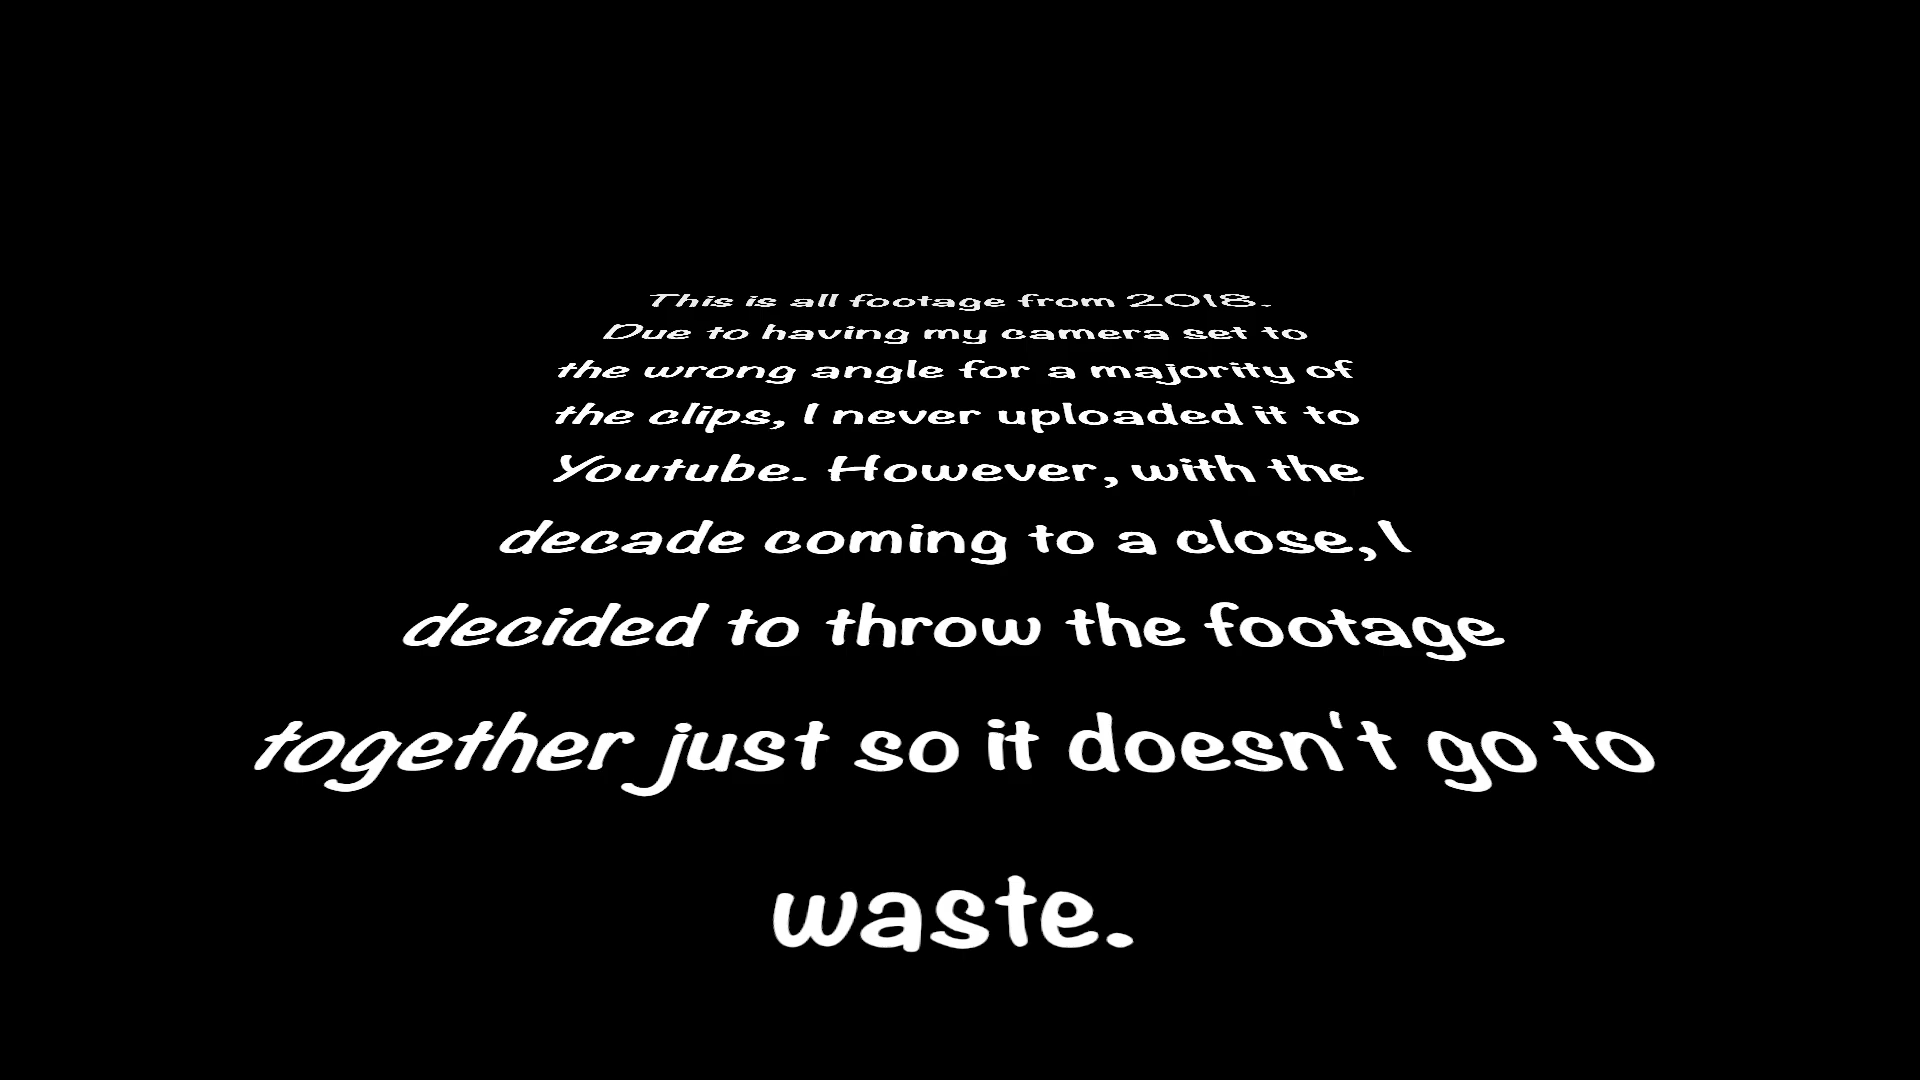 This is all footage from 2018.
Due to having my camera set to
the wrong angle for a majority of
the clips, I never uploaded it to
Youtube. However, with the
decade coming to a close, I
decided to throw the footage
together just so it doesn't go to
waste.